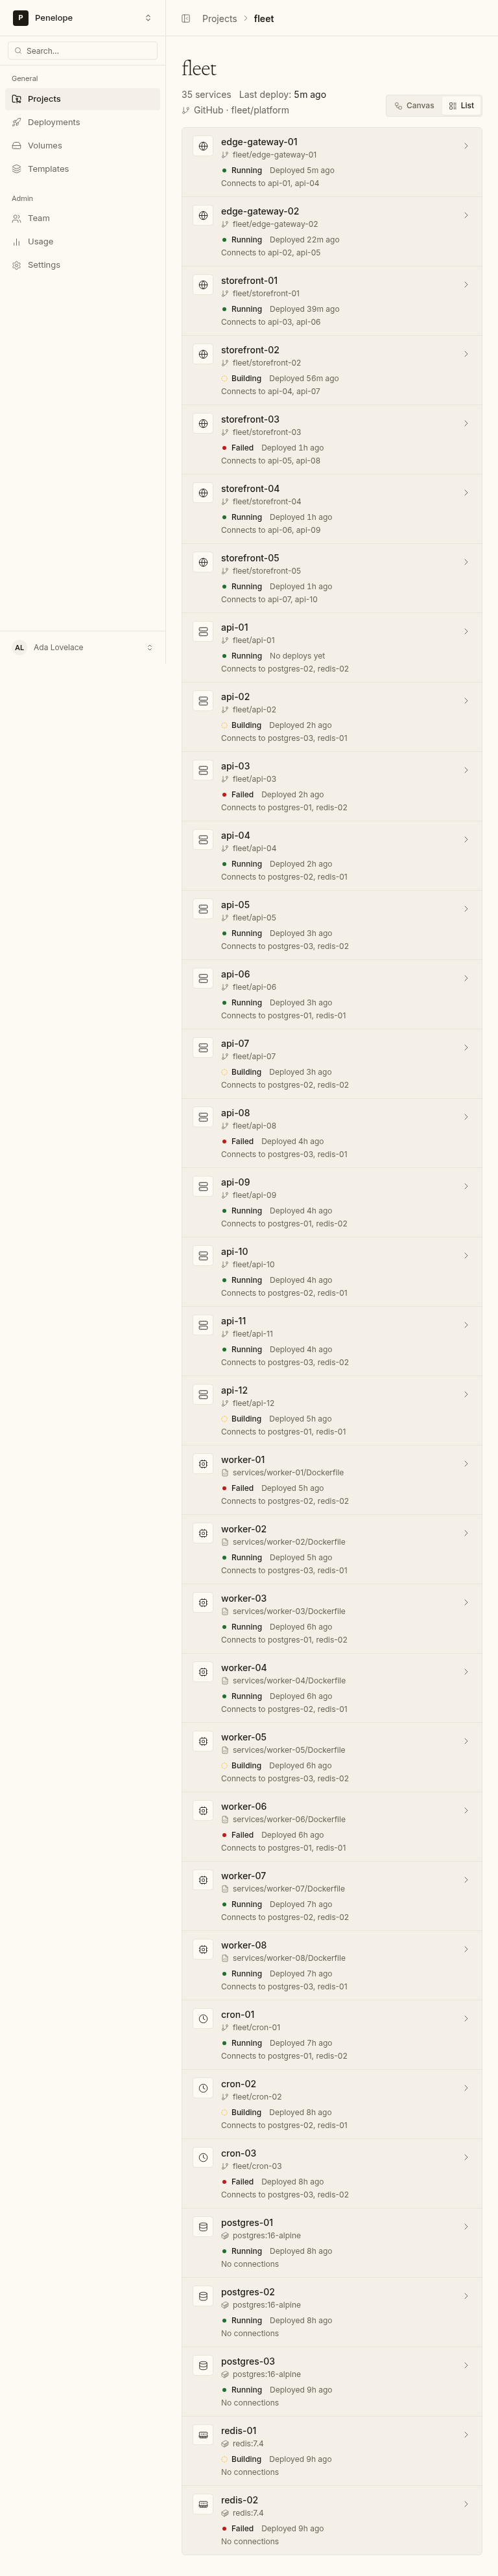 P Penelope
Search...
General
Projects
Deployments
Volumes
Templates
Admin
Team
Usage
Settings
AL Ada Lovelace
Projects > fleet
fleet
35 services Last deploy: 5m ago
GitHub · fleet/platform
Canvas List
edge-gateway-01
fleet/edge-gateway-01
Running Deployed 5m ago
Connects to api-01, api-04
edge-gateway-02
fleet/edge-gateway-02
Running Deployed 22m ago
Connects to api-02, api-05
storefront-01
fleet/storefront-01
Running Deployed 39m ago
Connects to api-03, api-06
storefront-02
fleet/storefront-02
Building Deployed 56m ago
Connects to api-04, api-07
storefront-03
fleet/storefront-03
Failed Deployed 1h ago
Connects to api-05, api-08
storefront-04
fleet/storefront-04
Running Deployed 1h ago
Connects to api-06, api-09
storefront-05
fleet/storefront-05
Running Deployed 1h ago
Connects to api-07, api-10
api-01
fleet/api-01
Running No deploys yet
Connects to postgres-02, redis-02
api-02
fleet/api-02
Building Deployed 2h ago
Connects to postgres-03, redis-01
api-03
fleet/api-03
Failed Deployed 2h ago
Connects to postgres-01, redis-02
api-04
fleet/api-04
Running Deployed 2h ago
Connects to postgres-02, redis-01
api-05
fleet/api-05
Running Deployed 3h ago
Connects to postgres-03, redis-02
api-06
fleet/api-06
Running Deployed 3h ago
Connects to postgres-01, redis-01
api-07
fleet/api-07
Building Deployed 3h ago
Connects to postgres-02, redis-02
api-08
fleet/api-08
Failed Deployed 4h ago
Connects to postgres-03, redis-01
api-09
fleet/api-09
Running Deployed 4h ago
Connects to postgres-01, redis-02
api-10
fleet/api-10
Running Deployed 4h ago
Connects to postgres-02, redis-01
api-11
fleet/api-11
Running Deployed 4h ago
Connects to postgres-03, redis-02
api-12
fleet/api-12
Building Deployed 5h ago
Connects to postgres-01, redis-01
worker-01
services/worker-01/Dockerfile
Failed Deployed 5h ago
Connects to postgres-02, redis-02
worker-02
services/worker-02/Dockerfile
Running Deployed 5h ago
Connects to postgres-03, redis-01
worker-03
services/worker-03/Dockerfile
Running Deployed 6h ago
Connects to postgres-01, redis-02
worker-04
services/worker-04/Dockerfile
Running Deployed 6h ago
Connects to postgres-02, redis-01
worker-05
services/worker-05/Dockerfile
Building Deployed 6h ago
Connects to postgres-03, redis-02
worker-06
services/worker-06/Dockerfile
Failed Deployed 6h ago
Connects to postgres-01, redis-01
worker-07
services/worker-07/Dockerfile
Running Deployed 7h ago
Connects to postgres-02, redis-02
worker-08
services/worker-08/Dockerfile
Running Deployed 7h ago
Connects to postgres-03, redis-01
cron-01
fleet/cron-01
Running Deployed 7h ago
Connects to postgres-01, redis-02
cron-02
fleet/cron-02
Building Deployed 8h ago
Connects to postgres-02, redis-01
cron-03
fleet/cron-03
Failed Deployed 8h ago
Connects to postgres-03, redis-02
postgres-01
postgres:16-alpine
Running Deployed 8h ago
No connections
postgres-02
postgres:16-alpine
Running Deployed 8h ago
No connections
postgres-03
postgres:16-alpine
Running Deployed 9h ago
No connections
redis-01
redis:7.4
Building Deployed 9h ago
No connections
redis-02
redis:7.4
Failed Deployed 9h ago
No connections